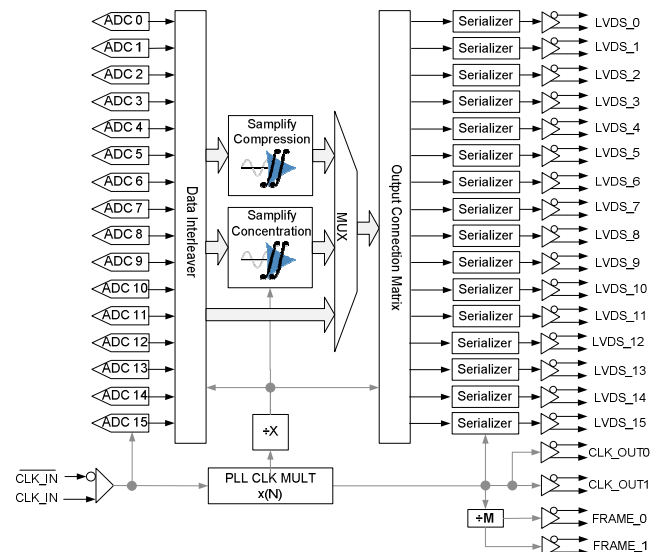 ADC 0
ADC 1
ADC 2
ADC 3
ADC 4
ADC 5
ADC 6
ADC 7
ADC 8
ADC 9
ADC 10
ADC 11
ADC 12
ADC 13
ADC 14
ADC 15
CLK_IN
CLK_IN
Data Interleaver
Samplify
Compression
Samplify
Concentration
MUX
÷X
PLL CLK MULT
x(N)
Output Connection Matrix
Serializer
LVDS_0
Serializer
LVDS_1
Serializer
LVDS_2
Serializer
LVDS_3
Serializer
LVDS_4
Serializer
LVDS_5
Serializer
LVDS_6
Serializer
LVDS_7
Serializer
LVDS_8
Serializer
LVDS_9
Serializer
LVDS_10
Serializer
LVDS_11
Serializer
LVDS_12
Serializer
LVDS_13
Serializer
LVDS_14
Serializer
LVDS_15
CLK_OUT0
CLK_OUT1
÷M
FRAME_0
FRAME_1